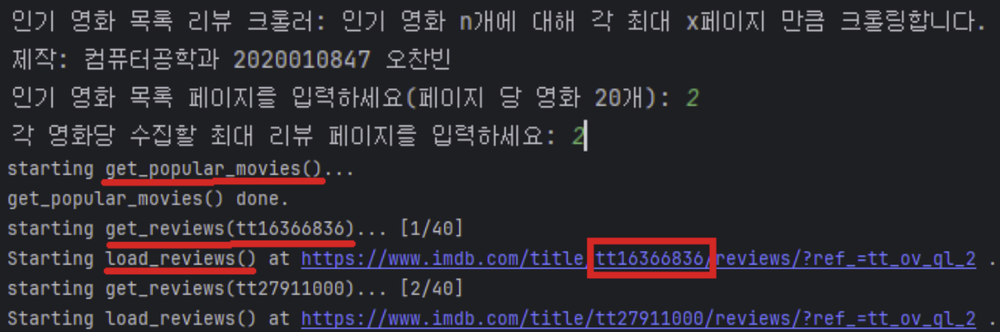 인기 영화 목록 리뷰 크롤러: 인기 영화 n개에 대해 각 최대 x페이지 만큼 크롤링합니다.
제작: 컴퓨터공학과 2020010847 오찬빈
인기 영화 목록 페이지를 입력하세요(페이지 당 영화 20개): 2
각 영화당 수집할 최대 리뷰 페이지를 입력하세요: 2
starting get_popular_movies()...
get_popular_movies() done.
starting get_reviews(tt16366836)... [1/40]
Starting load_reviews() at https://www.imdb.com/title/tt16366836/reviews/?ref_=tt_ov_ql_2 .
starting get_reviews(tt27911000)... [2/40]
Starting load_reviews() at https://www.imdb.com/title/tt27911000/reviews/?ref_=tt_ov_ql_2 .